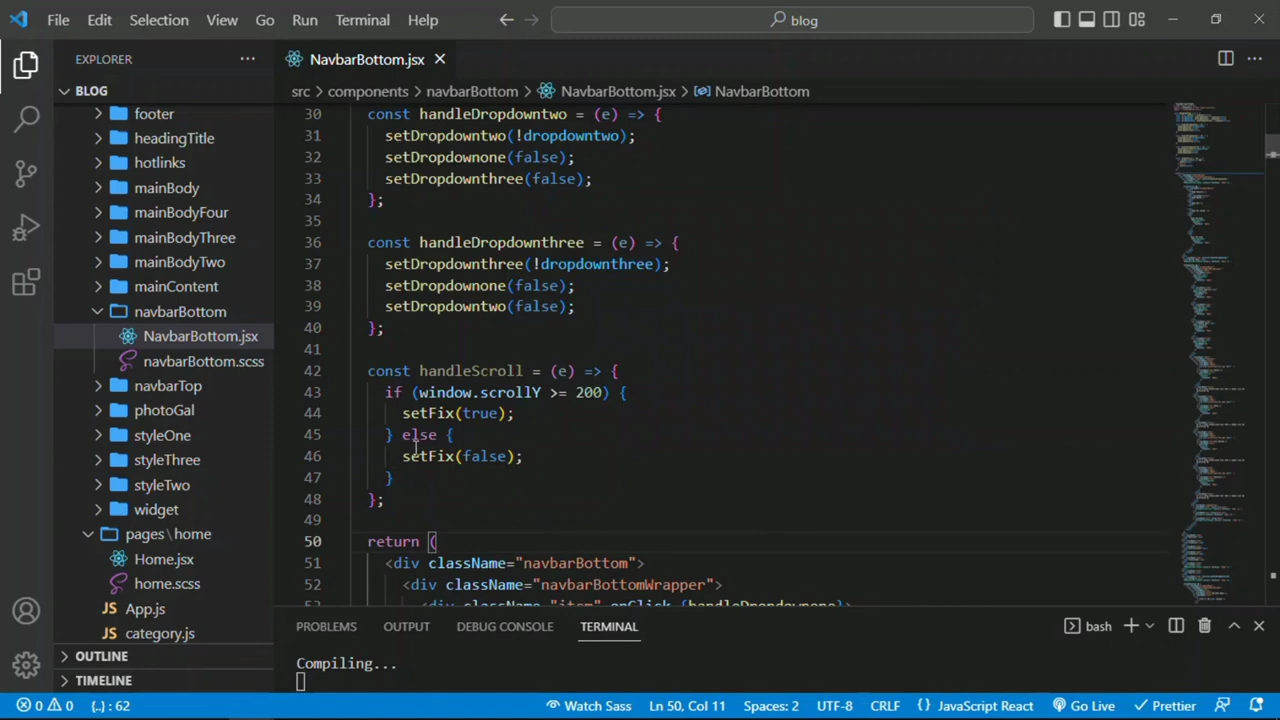 File Edit Selection View Go Run Terminal Help
blog
EXPLORER
NavbarBottom.jsx
BLOG
src > components > navbarBottom > NavbarBottom.jsx > NavbarBottom
footer
headingTitle
hotlinks
mainBody
mainBodyFour
mainBodyThree
mainBodyTwo
mainContent
navbarBottom
NavbarBottom.jsx
navbarBottom.scss
navbarTop
photoGal
styleOne
styleThree
styleTwo
widget
pages \ home
Home.jsx
home.scss
App.js
category.js
OUTLINE
TIMELINE
30 const handleDropdowntwo = (e) => {
31 setDropdowntwo(!dropdowntwo);
32 setDropdownone(false);
33 setDropdownthree(false);
34 };
35
36 const handleDropdownthree = (e) => {
37 setDropdownthree(!dropdownthree);
38 setDropdownone(false);
39 setDropdowntwo(false);
40 };
41
42 const handleScroll = (e) => {
43 if (window.scrollY >= 200) {
44 setFix(true);
45 } else {
46 setFix(false);
47 }
48 };
49
50 return (
51 <div className="navbarBottom">
52 <div className="navbarBottomWrapper">
PROBLEMS OUTPUT DEBUG CONSOLE TERMINAL
bash
Compiling...
0 0 {..} : 62 Watch Sass Ln 50, Col 11 Spaces: 2 UTF-8 CRLF {} JavaScript React Go Live Prettier